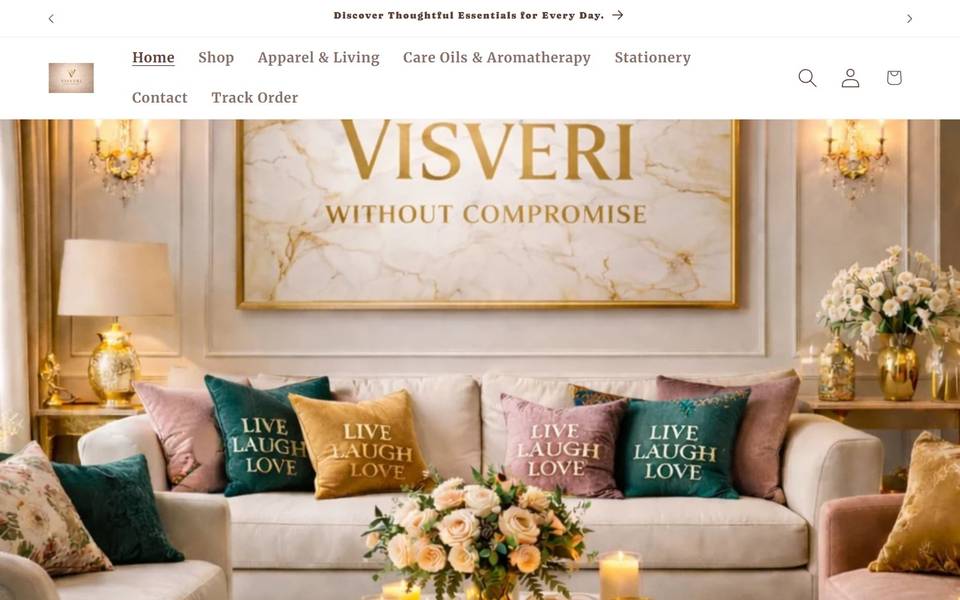 Discover Thoughtful Essentials for Every Day.
Home Shop Apparel & Living Care Oils & Aromatherapy Stationery
Contact Track Order
VISVERI
VISVERI
WITHOUT COMPROMISE
LIVE
LAUGH
LOVE
LIVE
LAUGH
LOVE
LIVE
LAUGH
LOVE
LIVE
LAUGH
LOVE